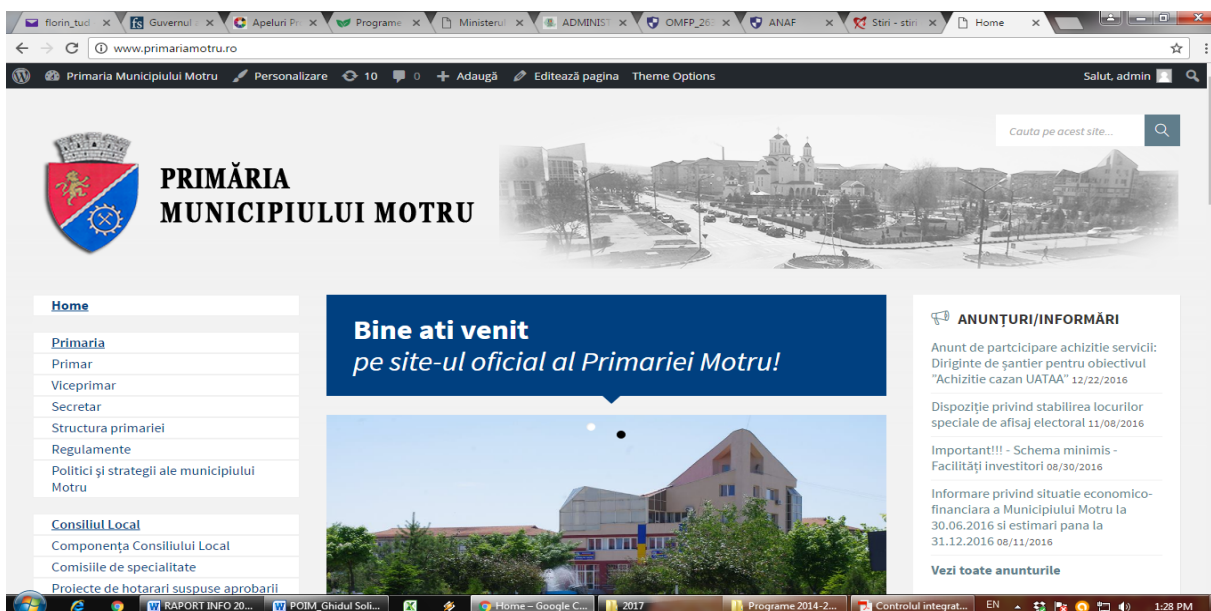 florin_tud
Guvernul
Apeluri Pr
Programe
Ministerul
ADMINIST
OMFP_268
ANAF
Stiri - stiri
Home
www.primariamotru.ro
Primaria Municipiului Motru
Personalizare
10
0
Adaugă
Editează pagina
Theme Options
Salut, admin
Cauta pe acest site...
PRIMĂRIA
MUNICIPIULUI MOTRU
Home
Primaria
Primar
Viceprimar
Secretar
Structura primariei
Regulamente
Politici şi strategii ale municipiului
Motru
Consiliul Local
Componența Consiliului Local
Comisiile de specialitate
Proiecte de hotarari suspuse aprobarii
Bine ati venit
pe site-ul oficial al Primariei Motru!
ANUNȚURI/INFORMĂRI
Anunt de partcicipare achizitie servicii:
Diriginte de șantier pentru obiectivul
"Achizitie cazan UATAA" 12/22/2016
Dispoziție privind stabilirea locurilor
speciale de afisaj electoral 11/08/2016
Important!!! - Schema minimis -
Facilități investitori 08/30/2016
Informare privind situatie economico-
financiara a Municipiului Motru la
30.06.2016 si estimari pana la
31.12.2016 08/11/2016
Vezi toate anunturile
RAPORT INFO 20...
POIM_Ghidul Soli...
Home – Google C...
2017
Programe 2014-2...
Controlul integrat...
EN
1:28 PM